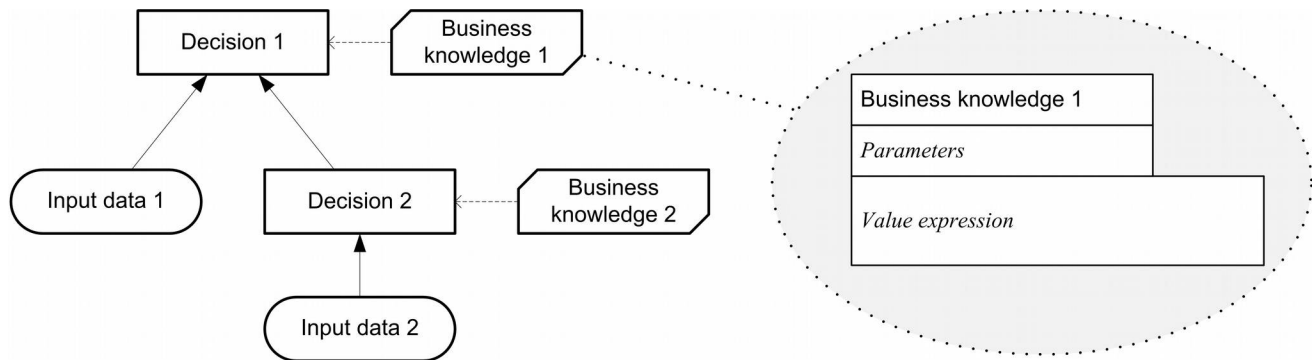 Decision 1
Business
knowledge 1
Business knowledge 1
Parameters
Value expression
Input data 1
Decision 2
Business
knowledge 2
Input data 2